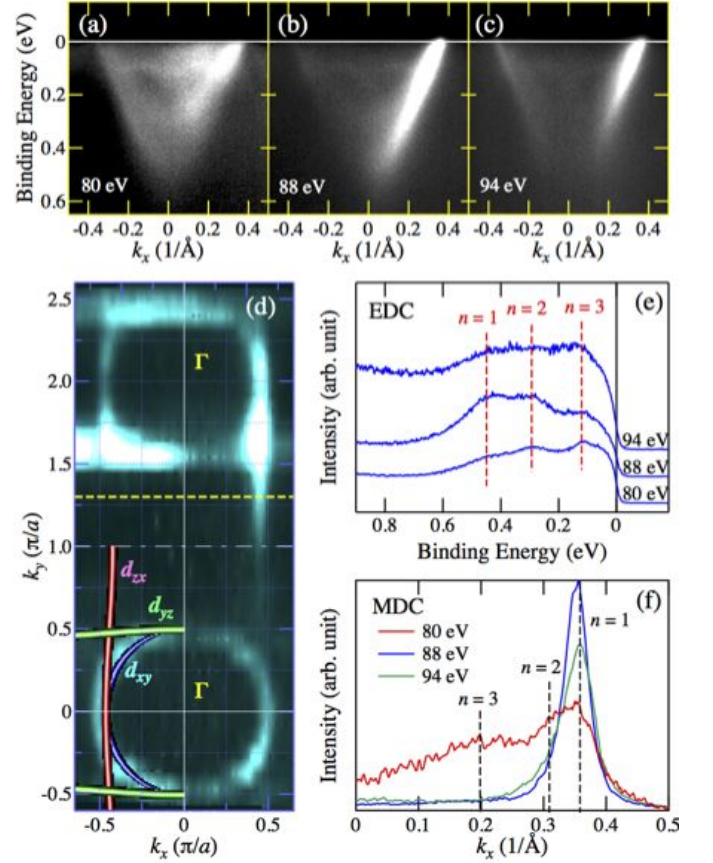 (a) (b) (c)
Binding Energy (eV)
0
0.2
0.4
0.6
80 eV 88 eV 94 eV
-0.4 -0.2 0 0.2 0.4 -0.4 -0.2 0 0.2 0.4 -0.4 -0.2 0 0.2 0.4
kx (1/Å) kx (1/Å) kx (1/Å)
(d)
2.5
Γ
2.0
1.5
ky (π/a)
1.0
dzx
dyz
0.5
dxy
Γ
0
-0.5
-0.5 0 0.5
kx (π/a)
EDC (e)
n = 1 n = 2 n = 3
Intensity (arb. unit)
94 eV
88 eV
80 eV
0.8 0.6 0.4 0.2 0
Binding Energy (eV)
MDC (f)
80 eV
88 eV
94 eV
n = 1
n = 2
n = 3
Intensity (arb. unit)
0 0.1 0.2 0.3 0.4 0.5
kx (1/Å)